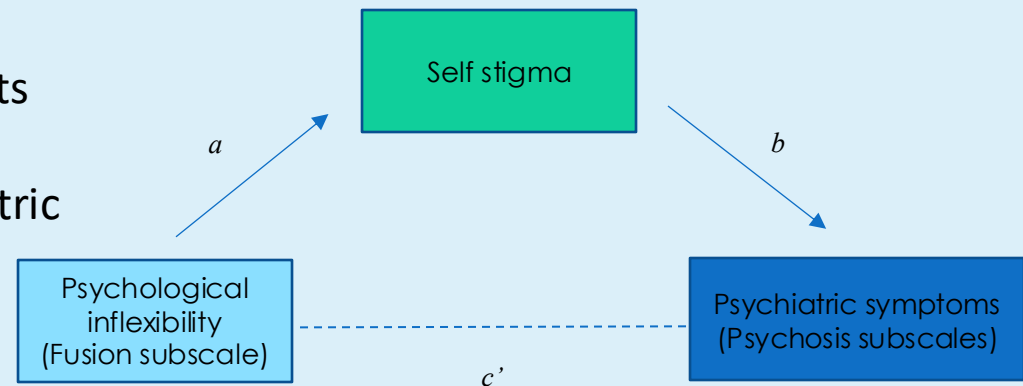 Self stigma
ts
a
b
tric
Psychological
inflexibility
(Fusion subscale)
Psychiatric symptoms
(Psychosis subscales)
c’